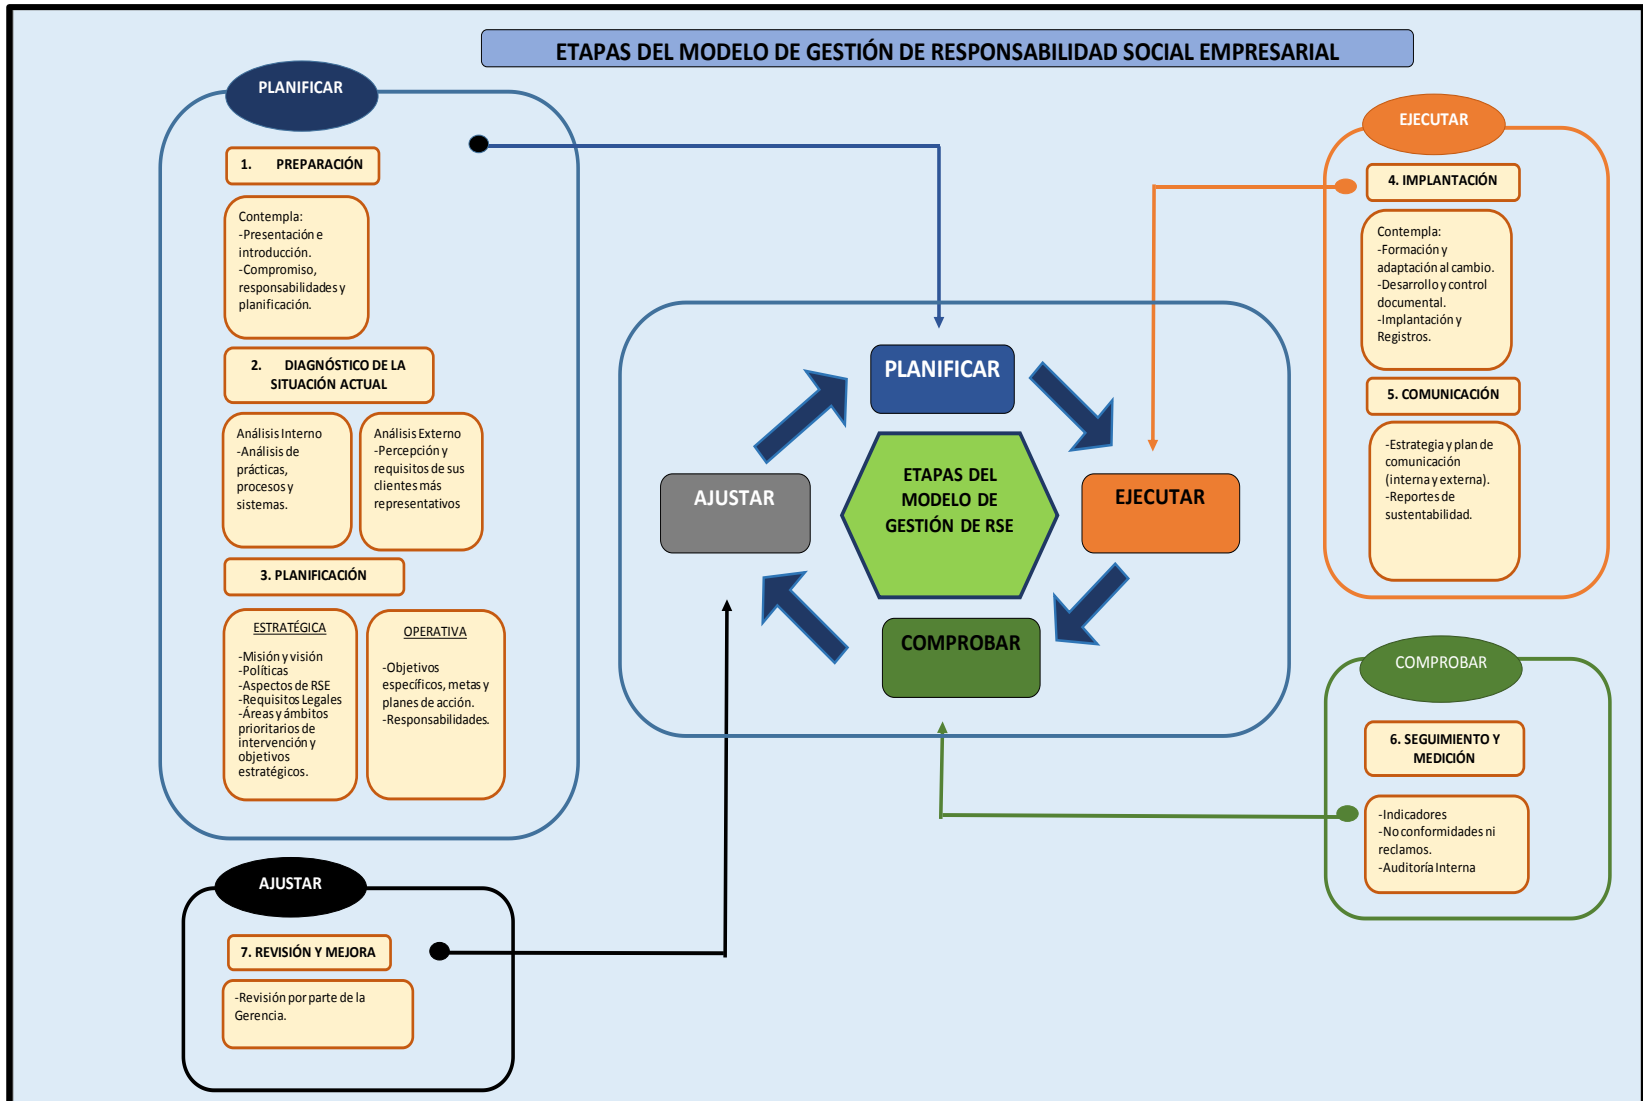 ETAPAS DEL MODELO DE GESTIÓN DE RESPONSABILIDAD SOCIAL EMPRESARIAL
PLANIFICAR
1. PREPARACIÓN
Contempla:
-Presentación e
introducción.
-Compromiso,
responsabilidades y
planificación.
2. DIAGNÓSTICO DE LA
SITUACIÓN ACTUAL
Análisis Interno
-Análisis de
prácticas,
procesos y
sistemas.
Análisis Externo
-Percepción y
requisitos de sus
clientes más
representativos
3. PLANIFICACIÓN
ESTRATÉGICA
-Misión y visión
-Políticas
-Aspectos de RSE
-Requisitos Legales
-Áreas y ámbitos
prioritarios de
intervención y
objetivos
estratégicos.
OPERATIVA
-Objetivos
específicos, metas y
planes de acción.
-Responsabilidades.
AJUSTAR
7. REVISIÓN Y MEJORA
-Revisión por parte de la
Gerencia.
PLANIFICAR
AJUSTAR
ETAPAS DEL
MODELO DE
GESTIÓN DE RSE
EJECUTAR
COMPROBAR
EJECUTAR
4. IMPLANTACIÓN
Contempla:
-Formación y
adaptación al cambio.
-Desarrollo y control
documental.
-Implantación y
Registros.
5. COMUNICACIÓN
-Estrategia y plan de
comunicación
(interna y externa).
-Reportes de
sustentabilidad.
COMPROBAR
6. SEGUIMIENTO Y
MEDICIÓN
-Indicadores
-No conformidades ni
reclamos.
-Auditoría Interna